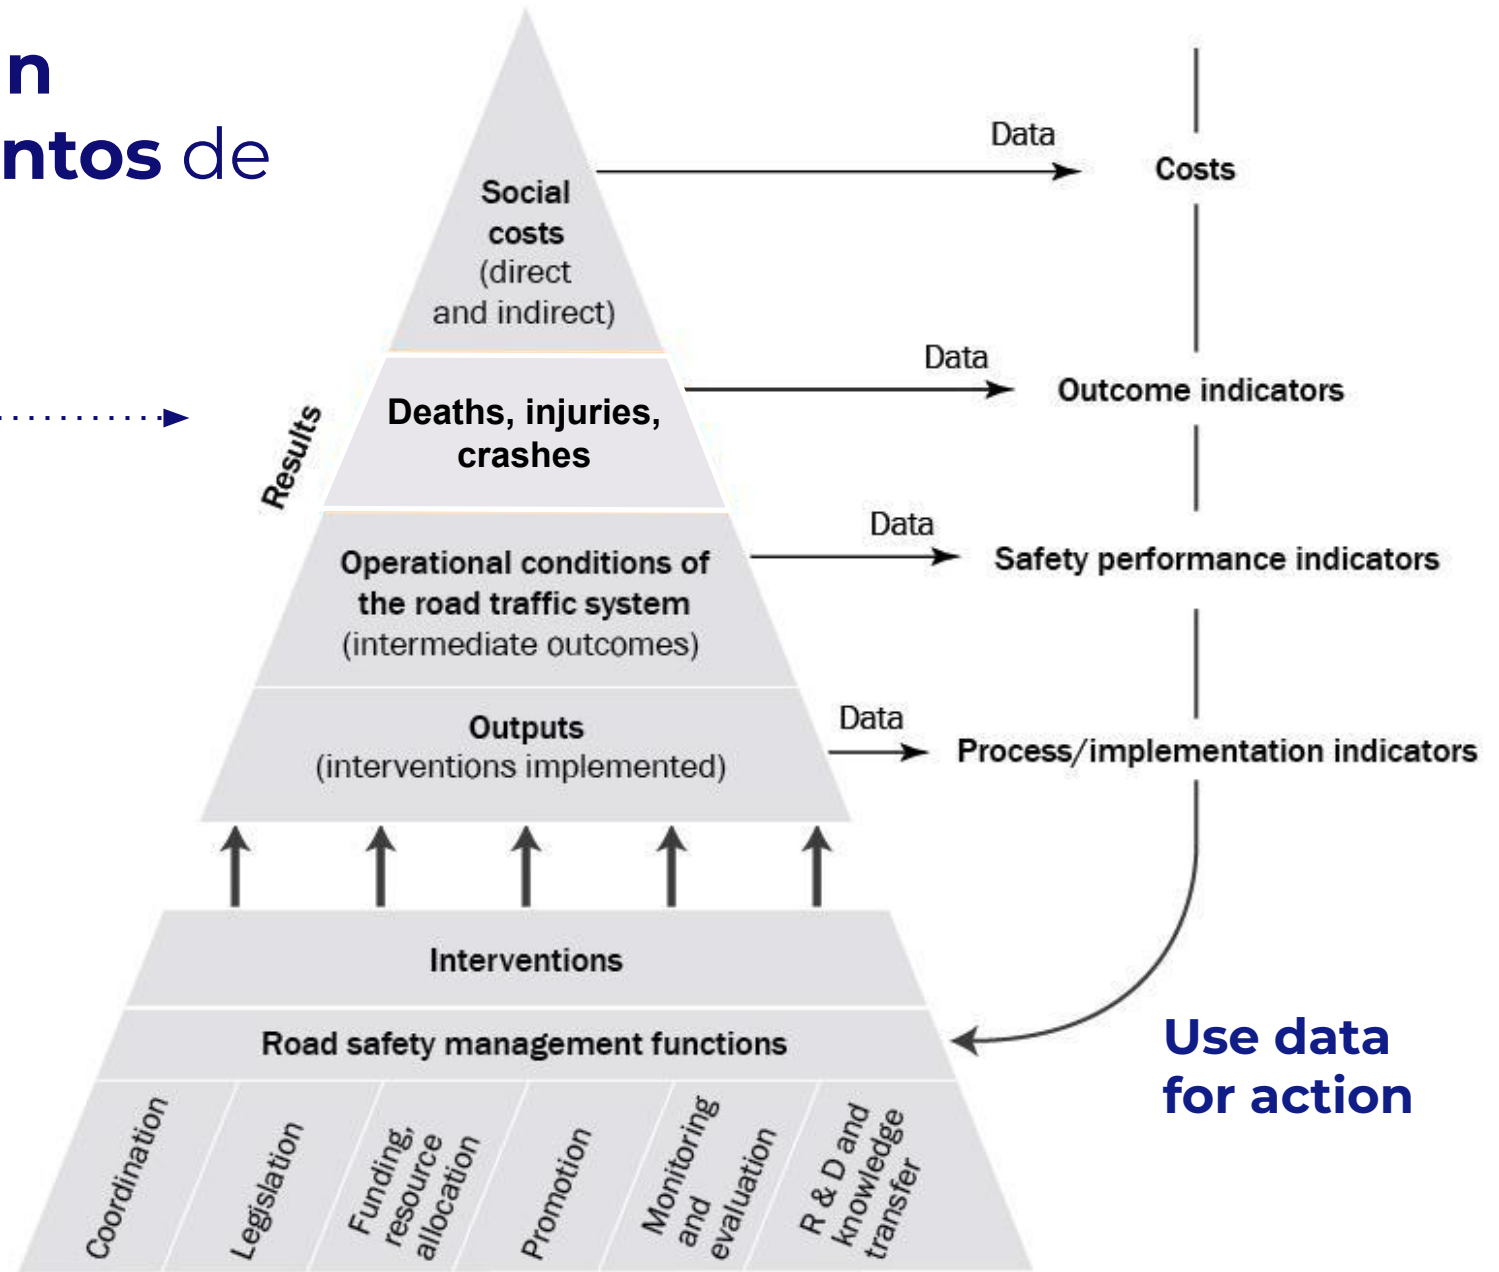 n
ntos de
Data
Costs
Social
costs
(direct
and indirect)
Data
Outcome indicators
Results
Deaths, injuries,
crashes
Data
Safety performance indicators
Operational conditions of
the road traffic system
(intermediate outcomes)
Data
Process/implementation indicators
Outputs
(interventions implemented)
Interventions
Road safety management functions
Use data
for action
Coordination
Legislation
Funding,
resource
allocation
Promotion
Monitoring
and
evaluation
R & D and
knowledge
transfer